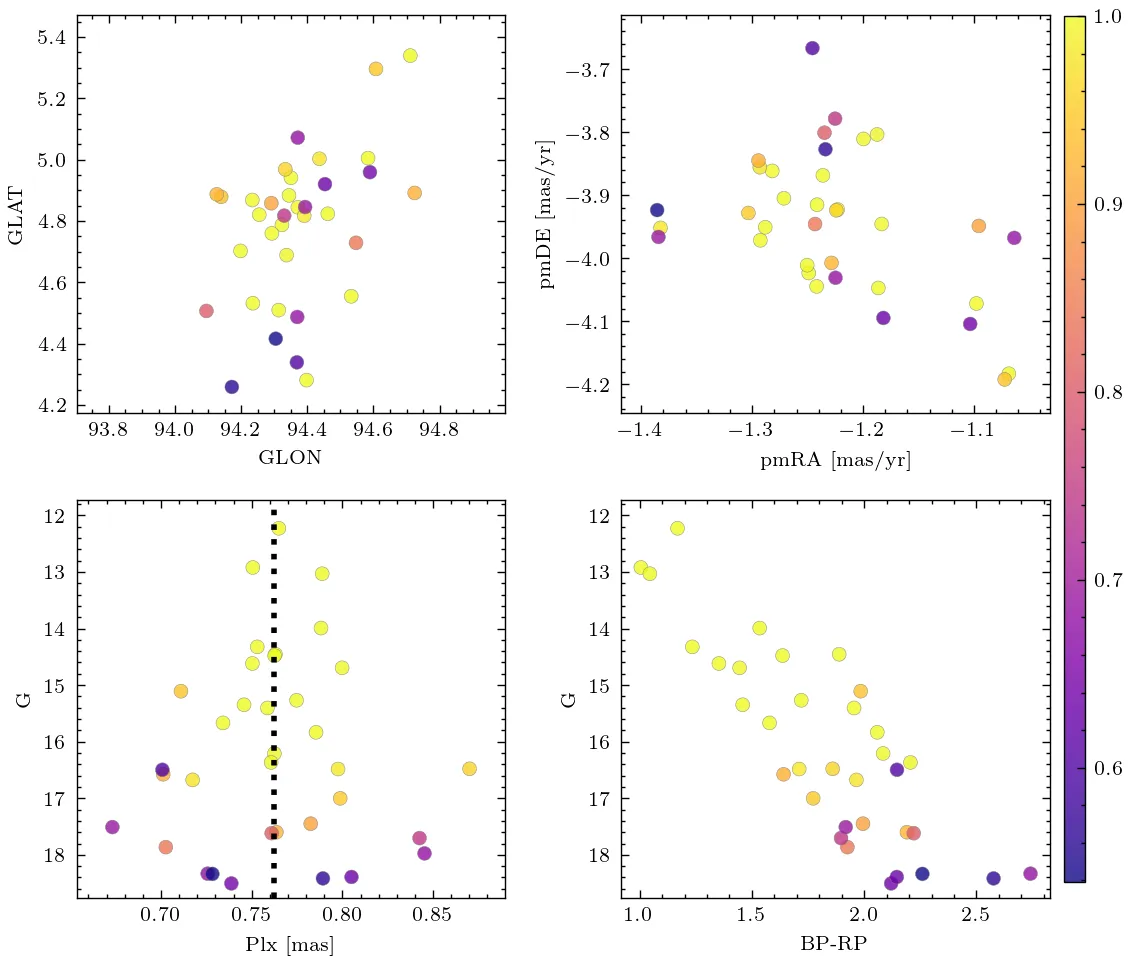 5.4
5.2
5.0
4.8
4.6
4.4
4.2
GLAT
93.8 94.0 94.2 94.4 94.6 94.8
GLON
−3.7
−3.8
−3.9
−4.0
−4.1
−4.2
pmDE [mas/yr]
−1.4 −1.3 −1.2 −1.1
pmRA [mas/yr]
12
13
14
15
16
17
18
G
0.70 0.75 0.80 0.85
Plx [mas]
12
13
14
15
16
17
18
G
1.0 1.5 2.0 2.5
BP-RP
1.0
0.9
0.8
0.7
0.6